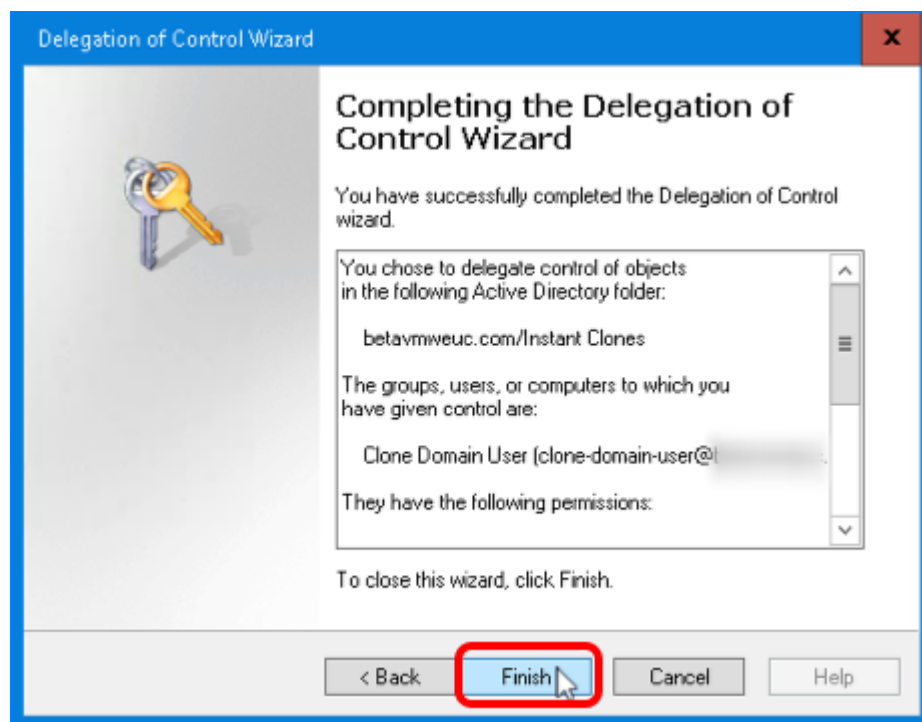 Delegation of Control Wizard
x
Completing the Delegation of
Control Wizard
You have successfully completed the Delegation of Control
wizard.
You chose to delegate control of objects
in the following Active Directory folder:
betavmweuc.com/Instant Clones
The groups, users, or computers to which you
have given control are:
Clone Domain User (clone-domain-user@
They have the following permissions:
To close this wizard, click Finish.
< Back Finish Cancel Help